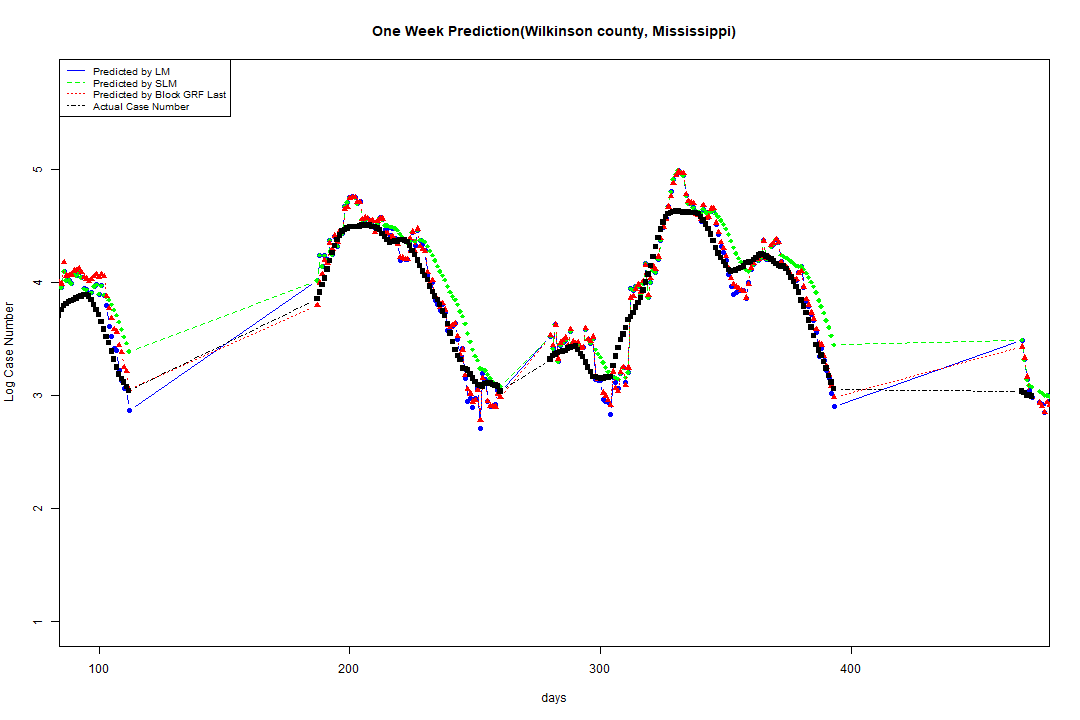 One Week Prediction(Wilkinson county, Mississippi)
Predicted by LM
Predicted by SLM
Predicted by Block GRF Last
Actual Case Number
5
4
3
2
1
Log Case Number
100 200 300 400
days